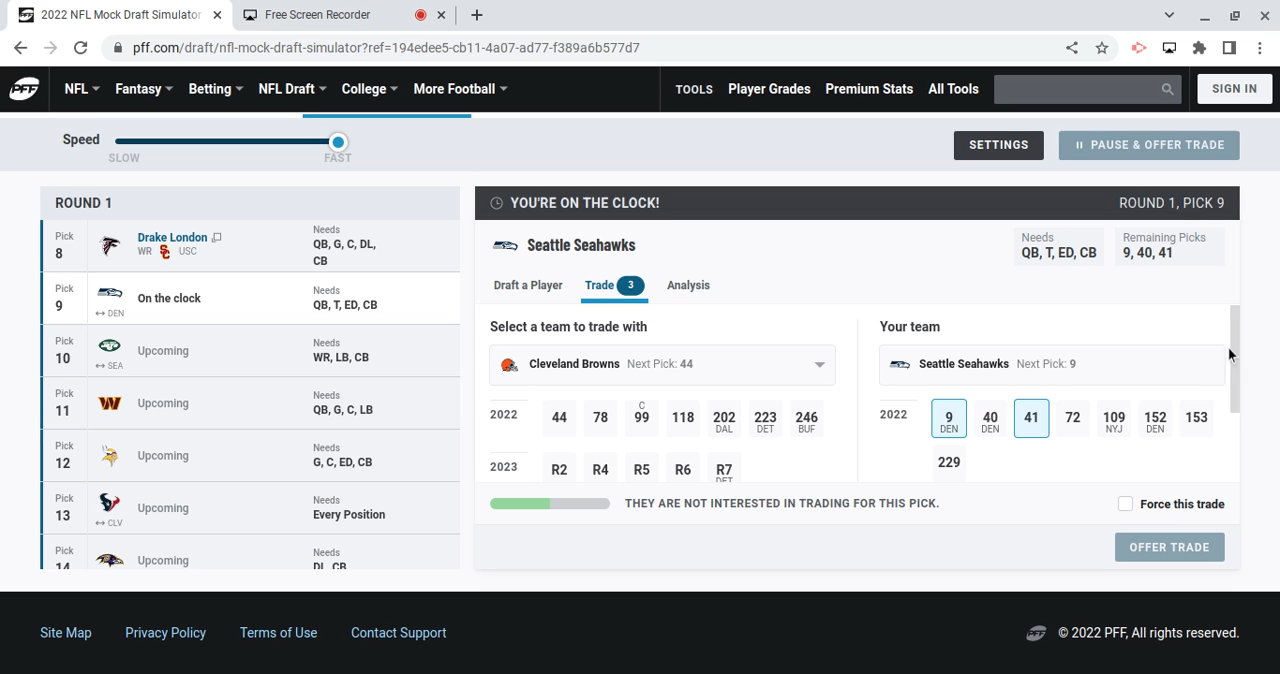 2022 NFL Mock Draft Simulator
Free Screen Recorder
pff.com/draft/nfl-mock-draft-simulator?ref=194edee5-cb11-4a07-ad77-f389a6b577d7
PFF
NFL
Fantasy
Betting
NFL Draft
College
More Football
TOOLS
Player Grades
Premium Stats
All Tools
SIGN IN
Speed
SLOW
FAST
SETTINGS
PAUSE & OFFER TRADE
ROUND 1
Pick
8
Drake London
WR USC
Needs
QB, G, C, DL,
CB
Pick
9
↔ DEN
On the clock
Needs
QB, T, ED, CB
Pick
10
↔ SEA
Upcoming
Needs
WR, LB, CB
Pick
11
Upcoming
Needs
QB, G, C, LB
Pick
12
Upcoming
Needs
G, C, ED, CB
Pick
13
↔ CLV
Upcoming
Needs
Every Position
Pick
14
Upcoming
Needs
DL, CB
YOU'RE ON THE CLOCK!
ROUND 1, PICK 9
Seattle Seahawks
Needs
QB, T, ED, CB
Remaining Picks
9, 40, 41
Draft a Player
Trade 3
Analysis
Select a team to trade with
Cleveland Browns Next Pick: 44
2022
44
78
C
99
118
202
DAL
223
DET
246
BUF
2023
R2
R4
R5
R6
R7
DET
Your team
Seattle Seahawks Next Pick: 9
2022
9
DEN
40
DEN
41
72
109
NYJ
152
DEN
153
229
THEY ARE NOT INTERESTED IN TRADING FOR THIS PICK.
Force this trade
OFFER TRADE
Site Map
Privacy Policy
Terms of Use
Contact Support
PFF
© 2022 PFF, All rights reserved.